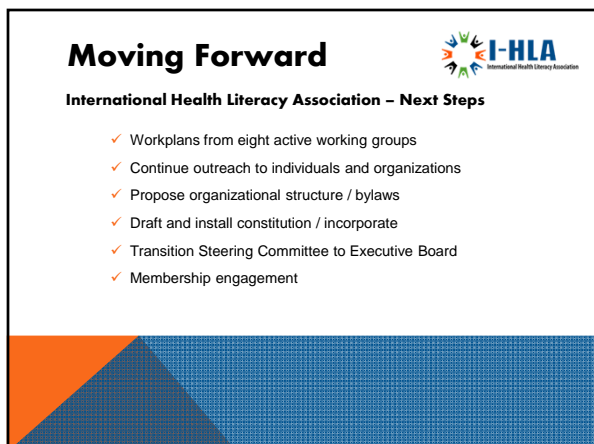 Moving Forward
I-HLA
International Health Literacy Association
International Health Literacy Association – Next Steps
✓ Workplans from eight active working groups
✓ Continue outreach to individuals and organizations
✓ Propose organizational structure / bylaws
✓ Draft and install constitution / incorporate
✓ Transition Steering Committee to Executive Board
✓ Membership engagement